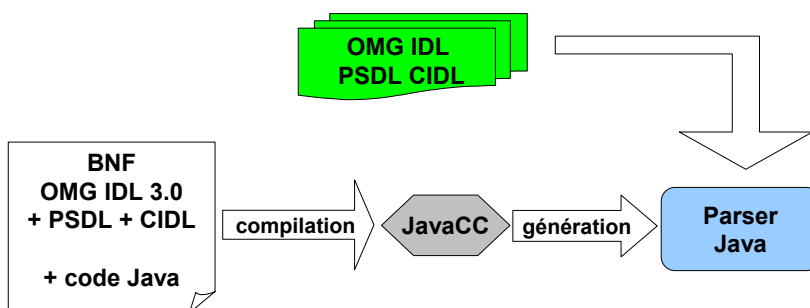 OMG IDL
PSDL CIDL
BNF
OMG IDL 3.0
+ PSDL + CIDL
+ code Java
compilation
JavaCC
génération
Parser
Java